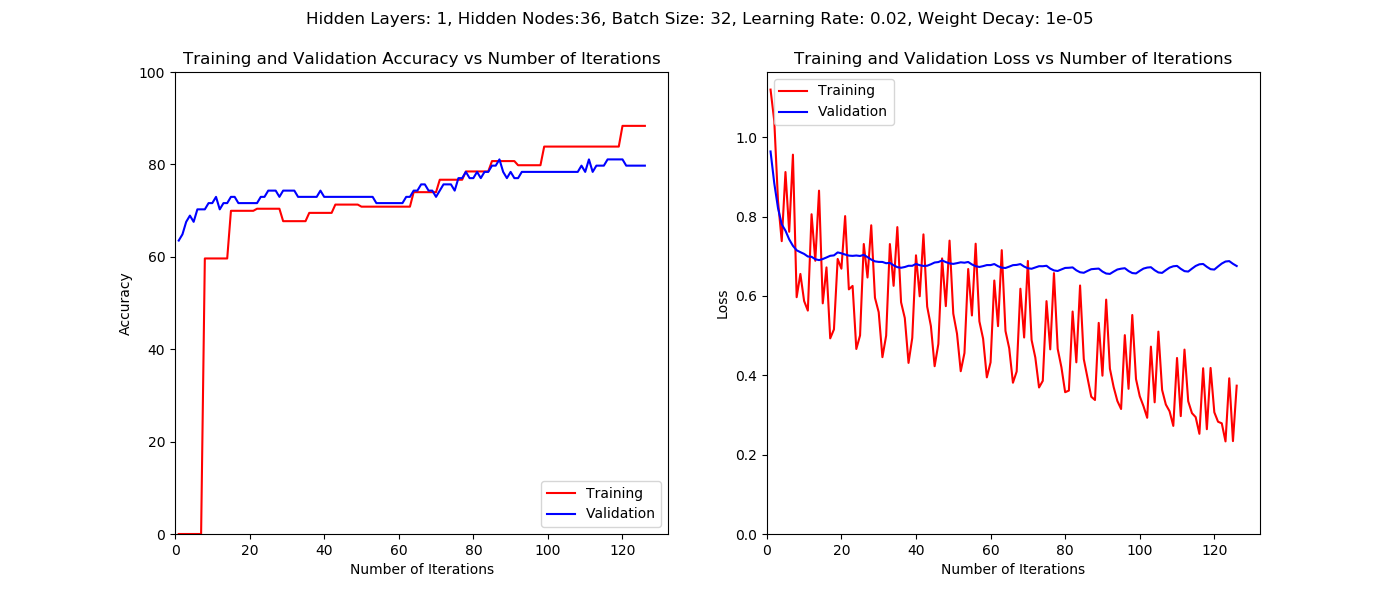 Hidden Layers: 1, Hidden Nodes:36, Batch Size: 32, Learning Rate: 0.02, Weight Decay: 1e-05
Training and Validation Accuracy vs Number of Iterations
100
80
60
40
20
0
Accuracy
0 20 40 60 80 100 120
Number of Iterations
Training
Validation
Training and Validation Loss vs Number of Iterations
Training
Validation
1.0
0.8
0.6
0.4
0.2
0.0
Loss
0 20 40 60 80 100 120
Number of Iterations